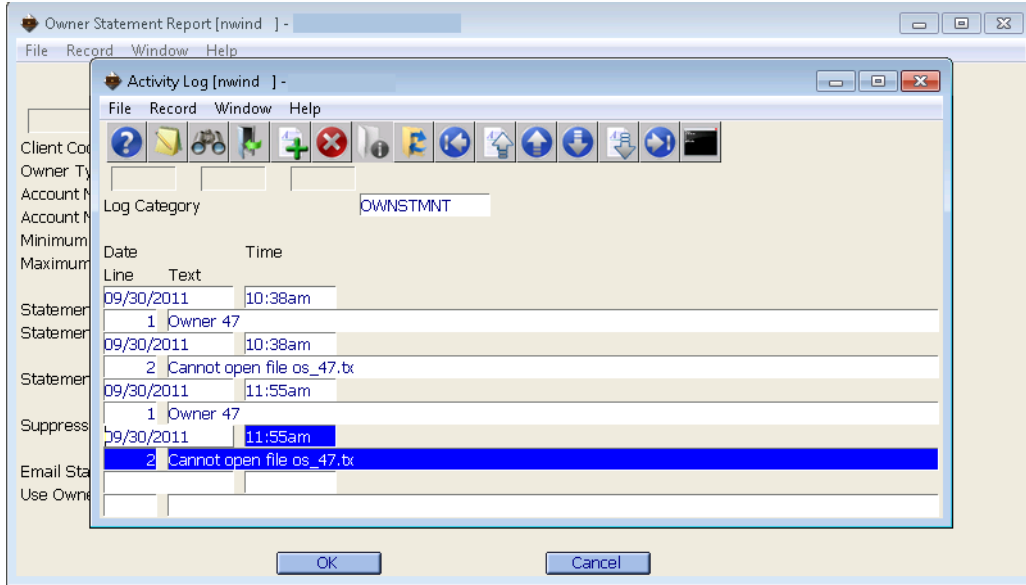 Owner Statement Report [nwind ] -
File Record Window Help
Activity Log [nwind ] -
File Record Window Help
Client Co
Owner Ty
Account
Account
Minimum
Maximum
Statemen
Statemen
Statemen
Suppress
Email Sta
Use Owne
Log Category OWNSTMNT
Date Time
Line Text
09/30/2011 10:38am
1 Owner 47
09/30/2011 10:38am
2 Cannot open file os_47.tx
09/30/2011 11:55am
1 Owner 47
09/30/2011 11:55am
2 Cannot open file os_47.tx
OK Cancel